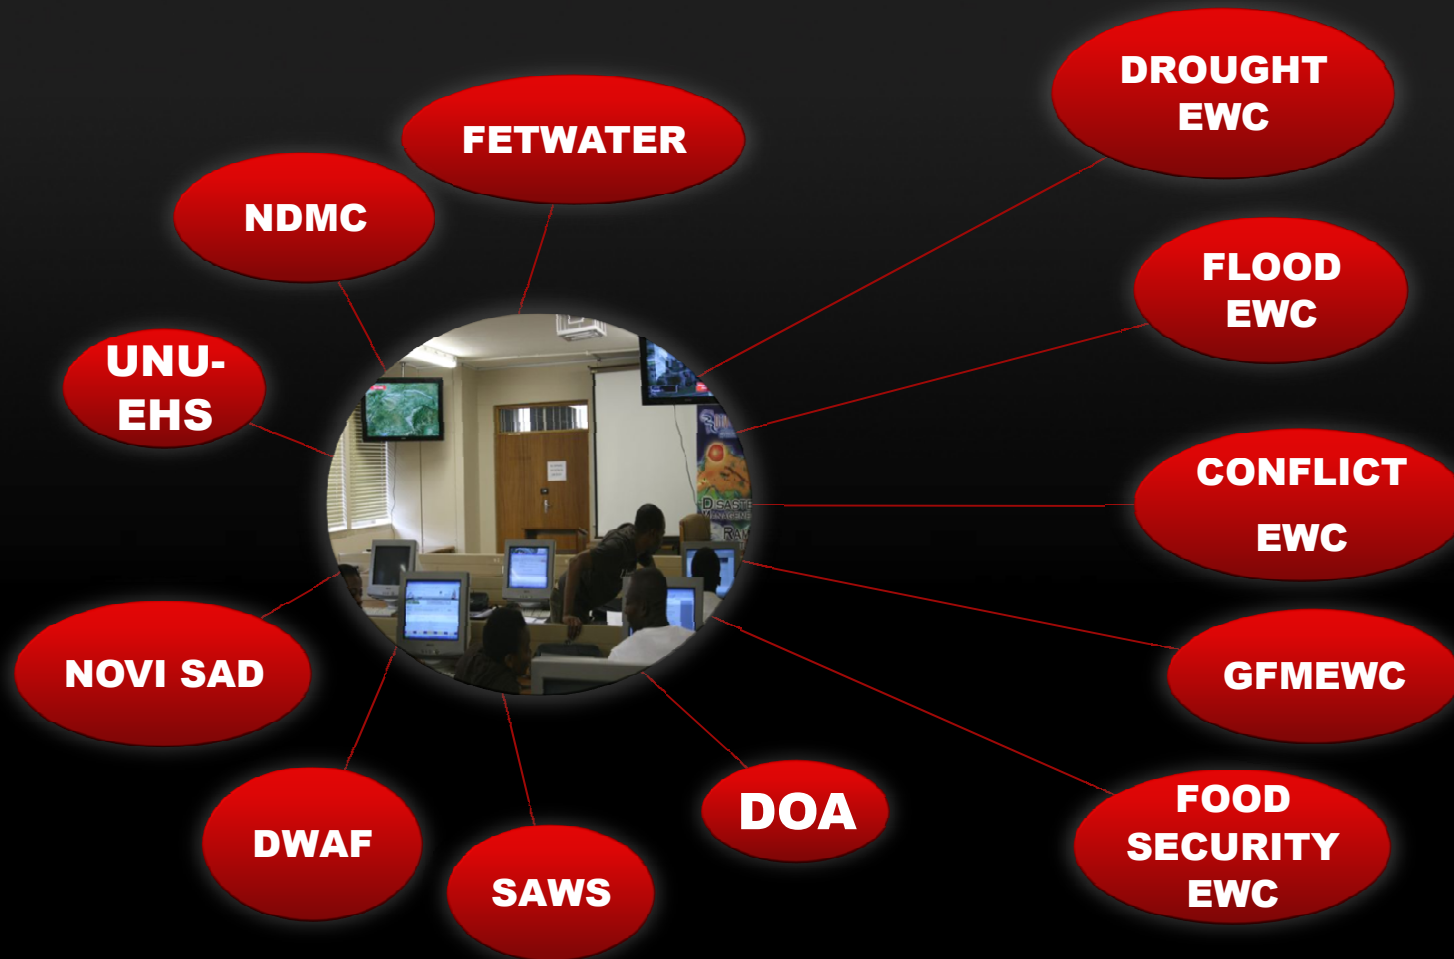 DROUGHT
EWC
FETWATER
NDMC
FLOOD
EWC
UNU-
EHS
CONFLICT
EWC
NOVI SAD
GFMEWC
DWAF
SAWS
DOA
FOOD
SECURITY
EWC